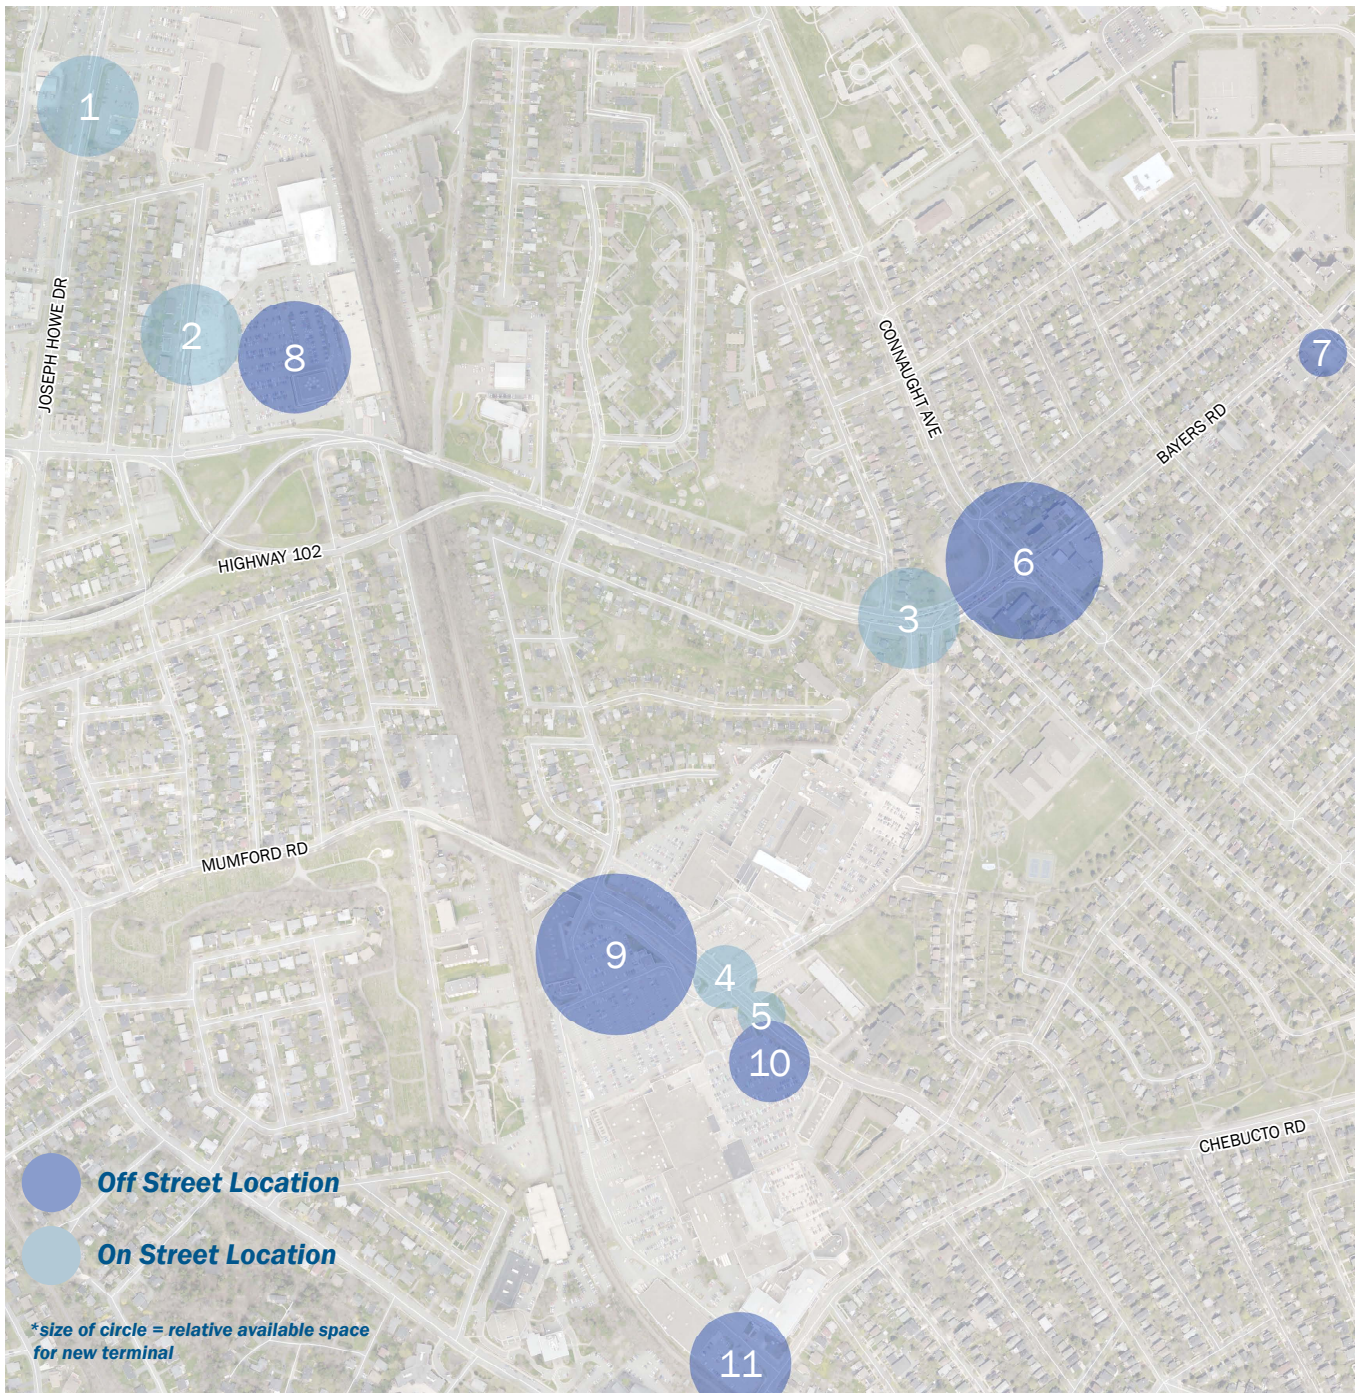 1
JOSEPH HOWE DR
2
8
CONNAUGHT AVE
7
BAYERS RD
HIGHWAY 102
6
3
MUMFORD RD
9
4
5
10
CHEBUCTO RD
Off Street Location
On Street Location
*size of circle = relative available space
for new terminal
11